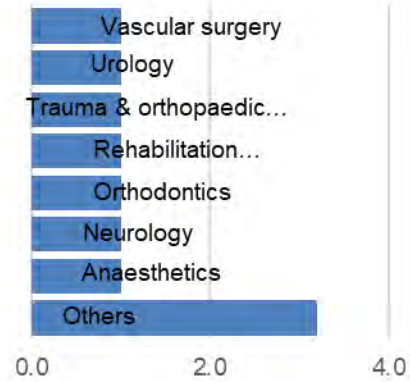 Vascular surgery
Urology
Trauma & orthopaedic...
Rehabilitation...
Orthodontics
Neurology
Anaesthetics
Others
0.0 2.0 4.0